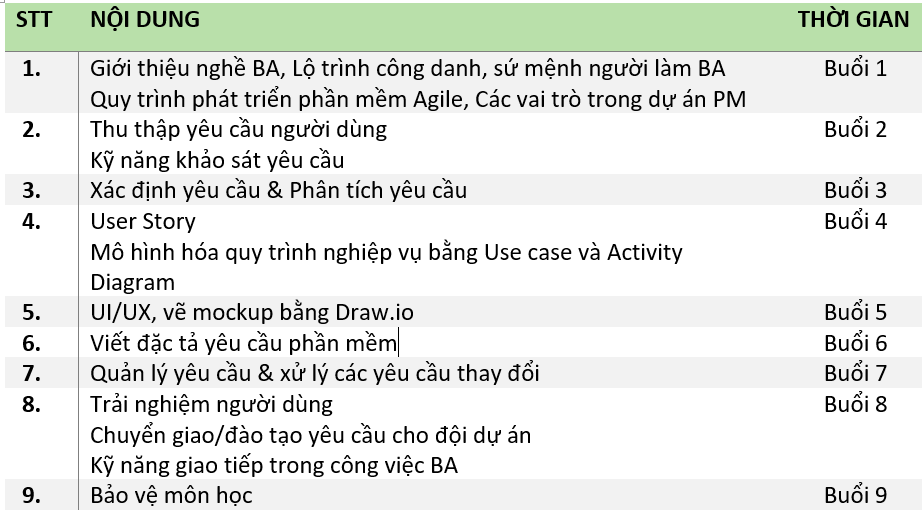 STT NỘI DUNG THỜI GIAN
1. Giới thiệu nghề BA, Lộ trình công danh, sứ mệnh người làm BA Buổi 1
Quy trình phát triển phần mềm Agile, Các vai trò trong dự án PM
2. Thu thập yêu cầu người dùng Buổi 2
Kỹ năng khảo sát yêu cầu
3. Xác định yêu cầu & Phân tích yêu cầu Buổi 3
4. User Story Buổi 4
Mô hình hóa quy trình nghiệp vụ bằng Use case và Activity
Diagram
5. UI/UX, vẽ mockup bằng Draw.io Buổi 5
6. Viết đặc tả yêu cầu phần mềm Buổi 6
7. Quản lý yêu cầu & xử lý các yêu cầu thay đổi Buổi 7
8. Trải nghiệm người dùng Buổi 8
Chuyển giao/đào tạo yêu cầu cho đội dự án
Kỹ năng giao tiếp trong công việc BA
9. Bảo vệ môn học Buổi 9